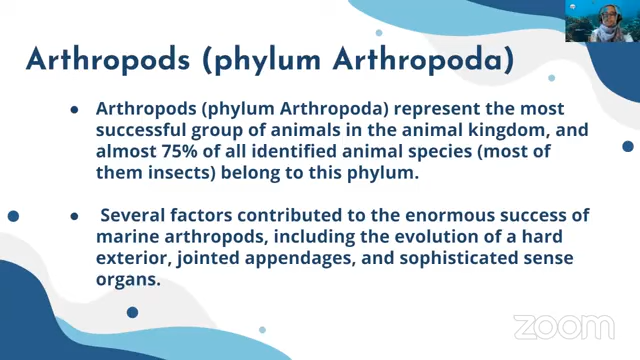 Arthropods (phylum Arthropoda)
● Arthropods (phylum Arthropoda) represent the most
successful group of animals in the animal kingdom, and
almost 75% of all identified animal species (most of
them insects) belong to this phylum.
● Several factors contributed to the enormous success of
marine arthropods, including the evolution of a hard
exterior, jointed appendages, and sophisticated sense
organs.
zoom